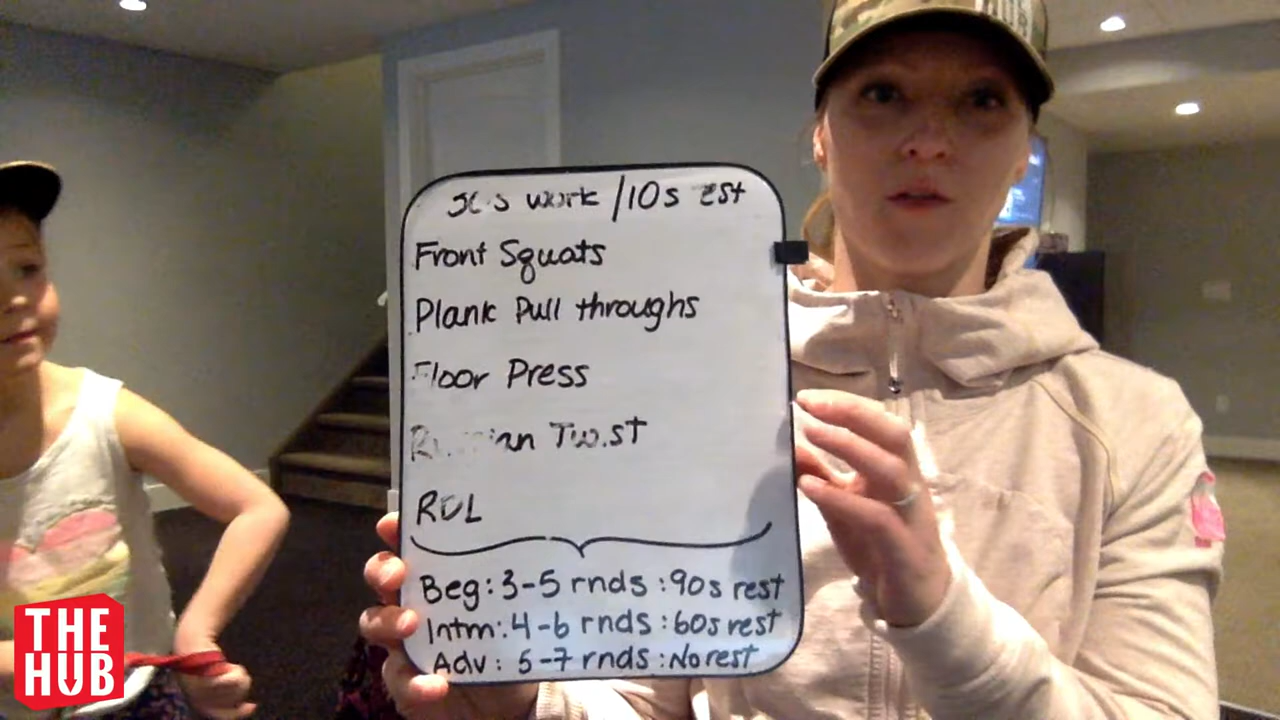 work /10s
Front Squats
Plank Pull throughs
Floor Press
Twist
RDL
Beg: 3-5 rnds : 90s rest
Intm: 4-6 rnds : 60s rest
Adv: 5-7 rnds : No rest
THE
HUB
HUB